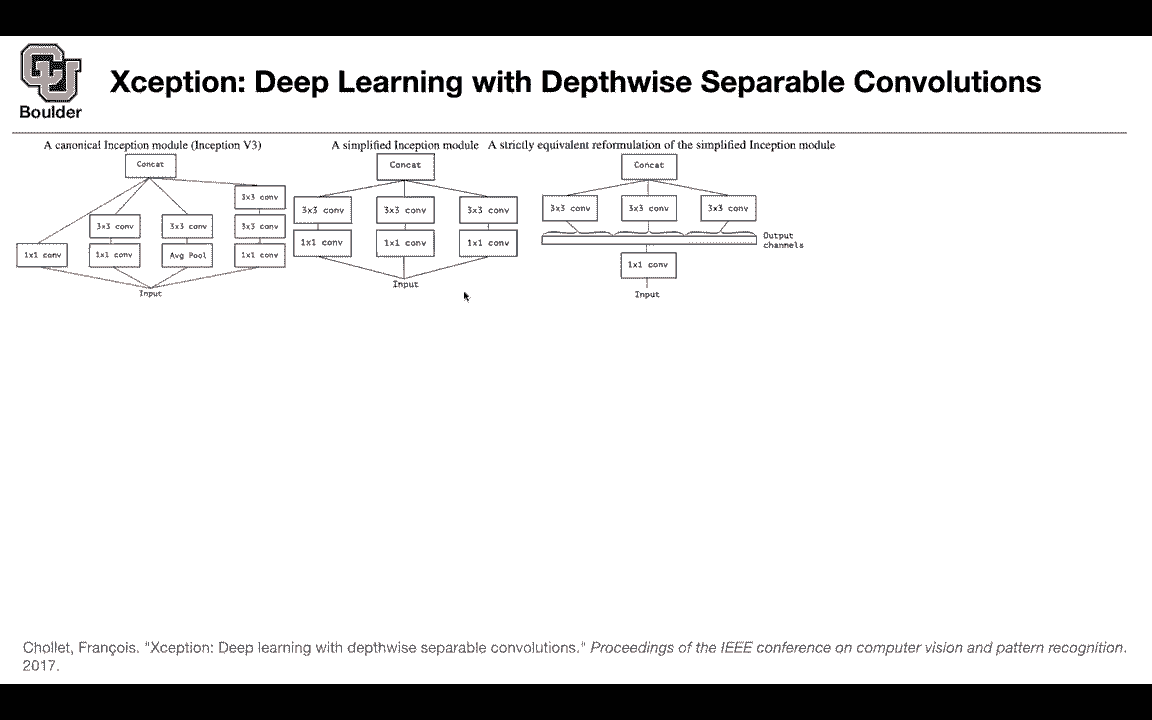 Boulder
Xception: Deep Learning with Depthwise Separable Convolutions
A canonical Inception module (Inception V3)
Concat
3x3 conv
3x3 conv
3x3 conv
3x3 conv
1x1 conv
1x1 conv
Avg Pool
1x1 conv
Input
A simplified Inception module
Concat
3x3 conv
3x3 conv
3x3 conv
1x1 conv
1x1 conv
1x1 conv
Input
A strictly equivalent reformulation of the simplified Inception module
Concat
3x3 conv
3x3 conv
3x3 conv
Output
channels
1x1 conv
Input
Chollet, François. "Xception: Deep learning with depthwise separable convolutions." Proceedings of the IEEE conference on computer vision and pattern recognition.
2017.